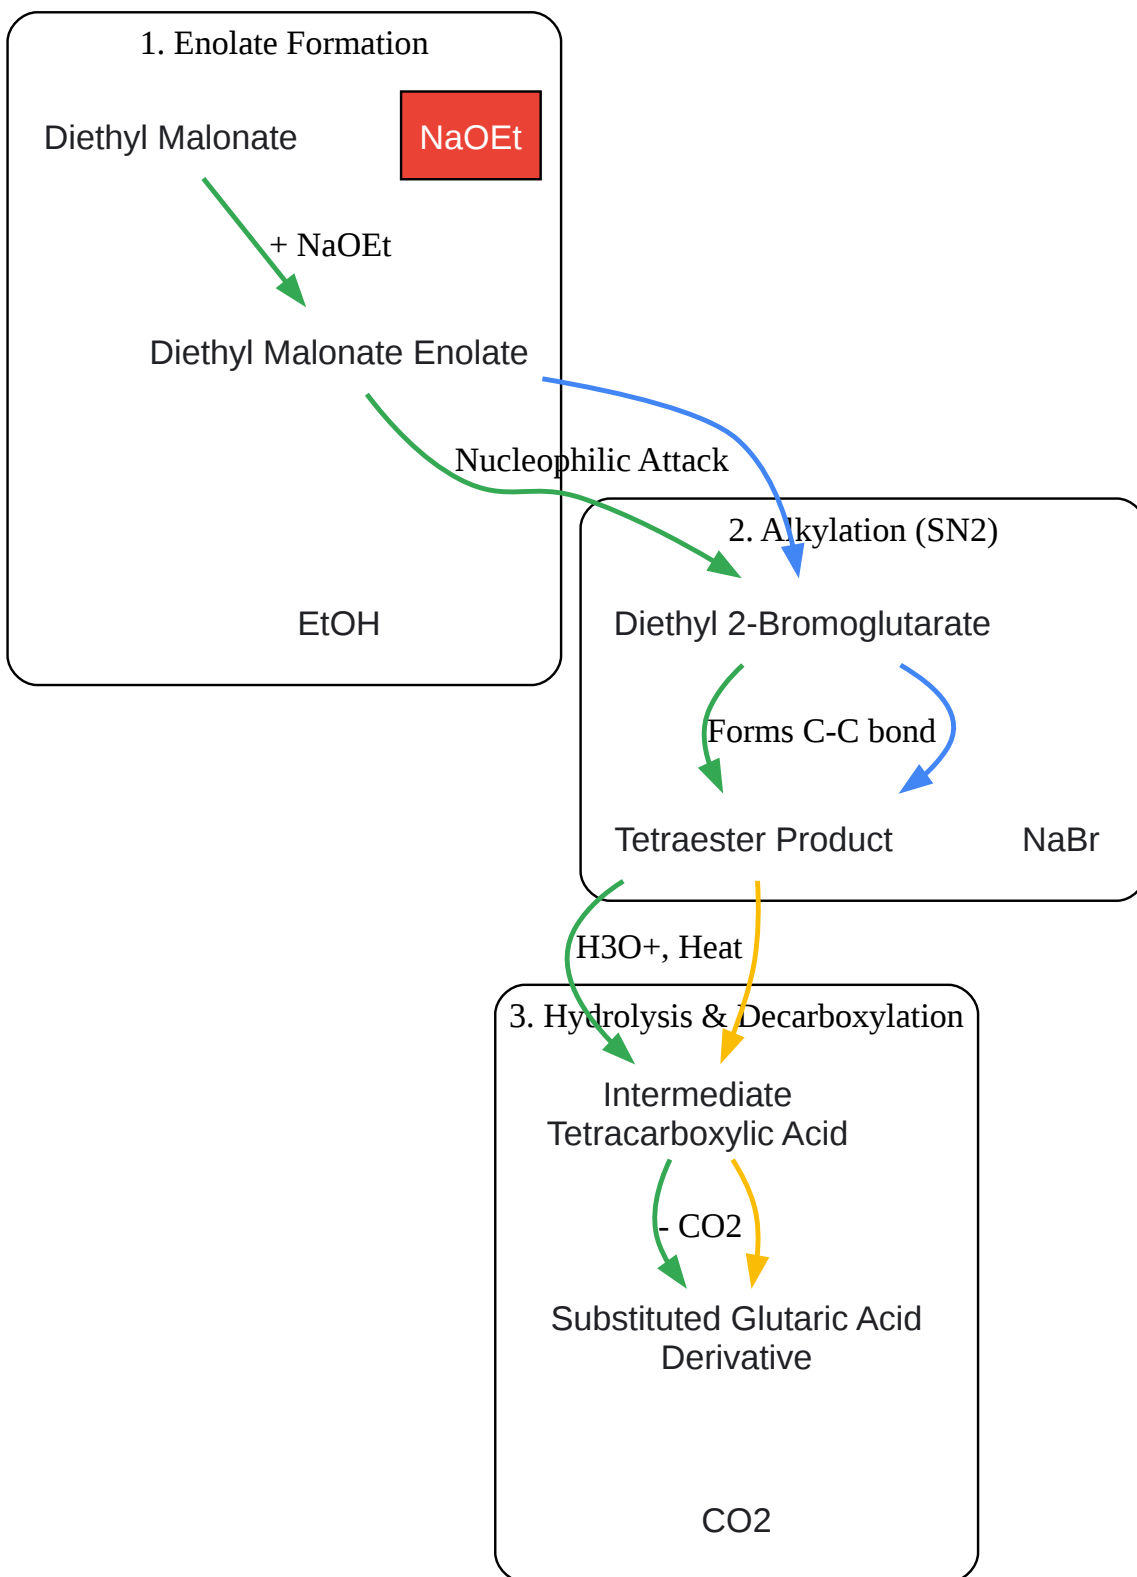 1. Enolate Formation
Diethyl Malonate
NaOEt
+ NaOEt
Diethyl Malonate Enolate
Nucleophilic Attack
EtOH
2. Alkylation (SN2)
Diethyl 2-Bromoglutarate
Forms C-C bond
Tetraester Product
NaBr
H3O+, Heat
3. Hydrolysis & Decarboxylation
Intermediate
Tetracarboxylic Acid
- CO2
Substituted Glutaric Acid
Derivative
CO2